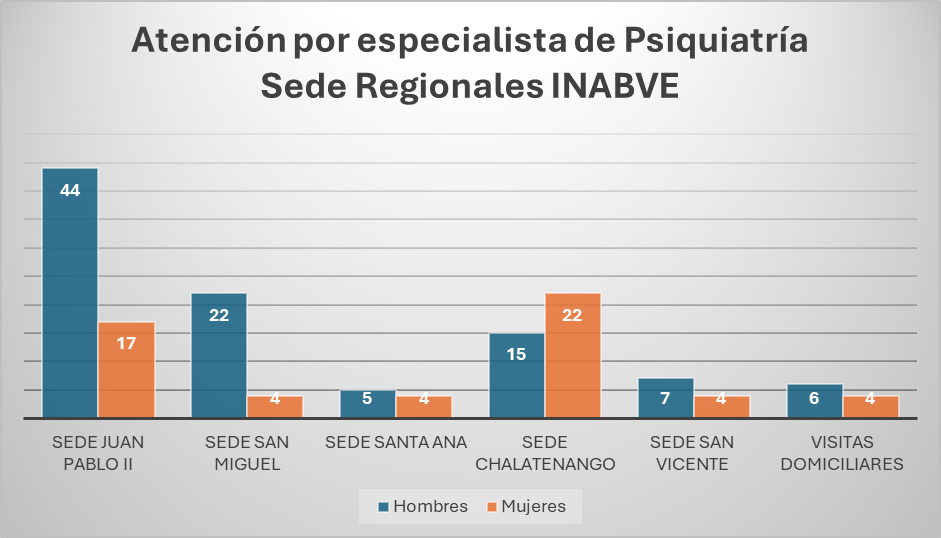 Atención por especialista de Psiquiatría
Sede Regionales INABVE
44
17
22
4
5
4
15
22
7
4
6
4
SEDE JUAN
PABLO II
SEDE SAN
MIGUEL
SEDE SANTA ANA
SEDE
CHALATENANGO
SEDE SAN
VICENTE
VISITAS
DOMICILIARES
Hombres
Mujeres